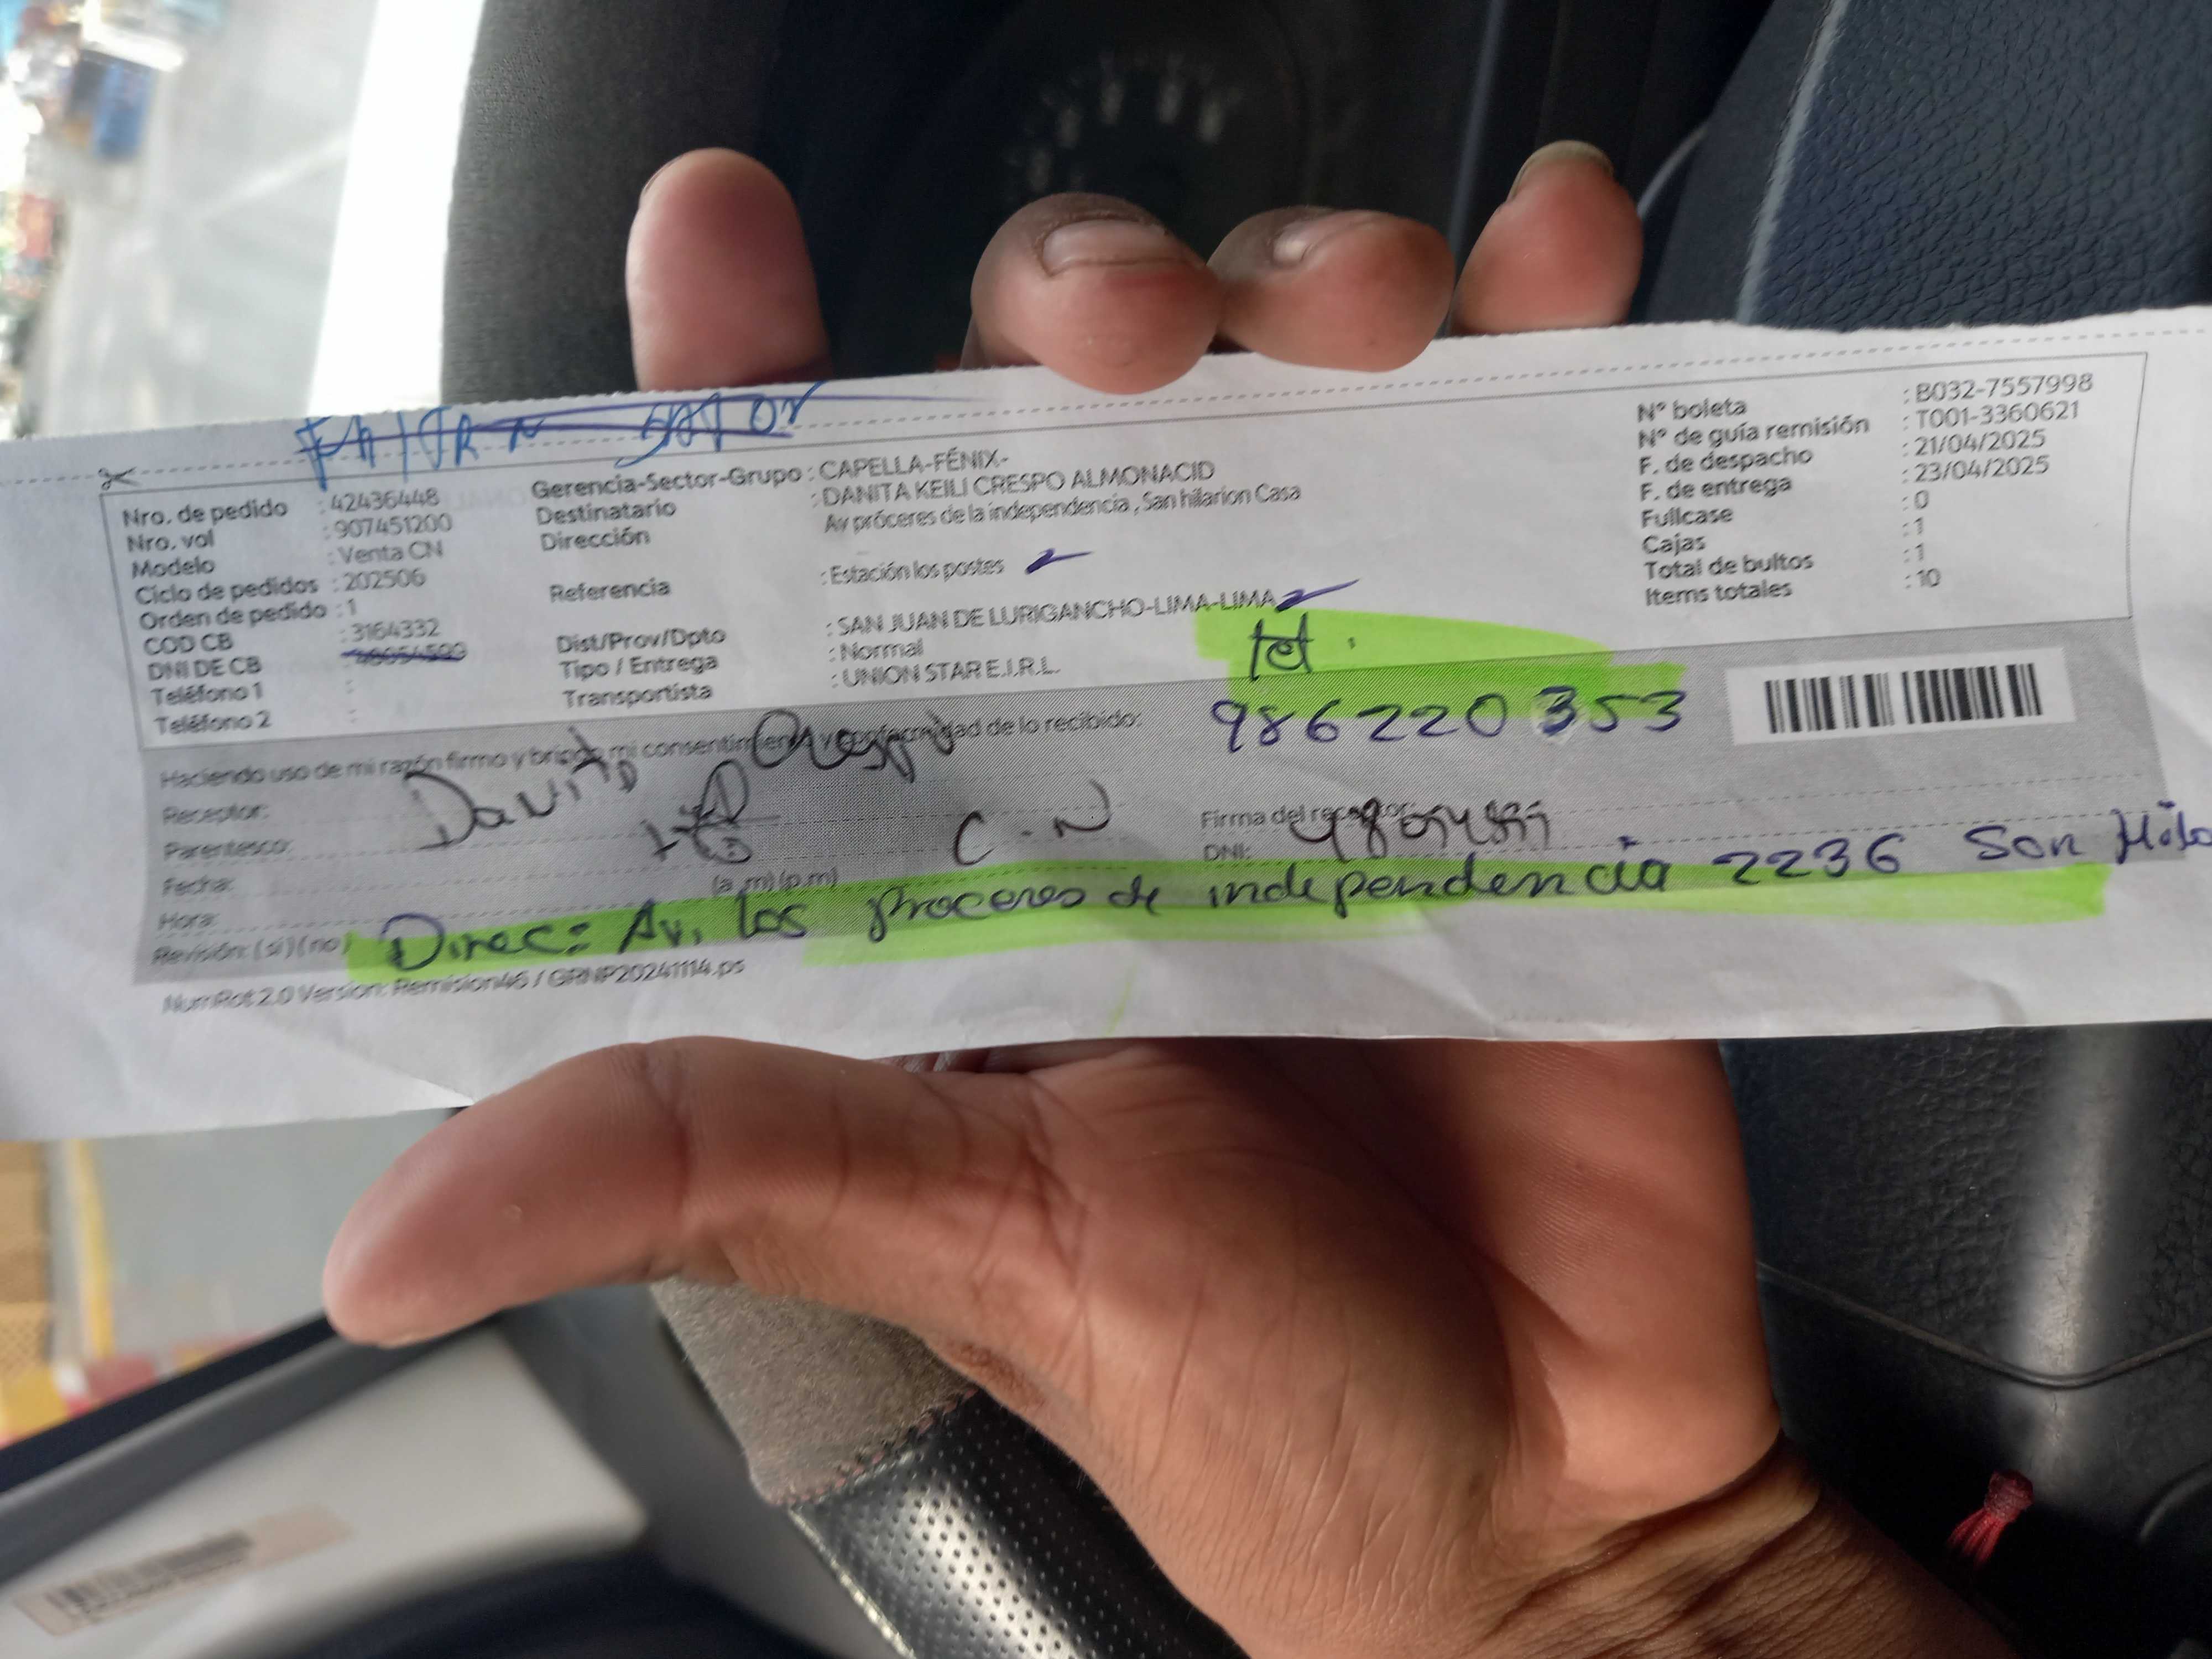 Nro. de pedido : 42436448
Nro. vol : 907451200
Modelo : Venta CN
Ciclo de pedidos : 202506
Orden de pedido : 1
COD CB : 3164332
DNI DE CB
Teléfono 1 :
Teléfono 2 :
Gerencia-Sector-Grupo : CAPELLA-FÉNIX-
Destinatario : DANITA KEILI CRESPO ALMONACID
Dirección Av próceres de la independencia , San hilarion Casa
Referencia : Estación los postes
Dist/Prov/Dpto : SAN JUAN DE LURIGANCHO-LIMA-LIMA
Tipo / Entrega : Normal
Transportista : UNION STAR E.I.R.L.
N° boleta : B032-7557998
N° de guía remisión : T001-3360621
F. de despacho : 21/04/2025
F. de entrega : 23/04/2025
Fullcase : 0
Cajas : 1
Total de bultos : 1
Items totales : 10
tel.
986220353
Haciendo uso de mi razón firmo y brindo mi consentimiento y conformidad de lo recibido:
Receptor:
Parentesco:
Fecha:
Hora: (a.m) (p.m)
Revisión: (si) (no)
C.N
Firma del receptor:
DNI:
Direc: Av. los proceres de independencia 2236 San Hila
NumRot 2.0 Version: Remision46 / GRNP20241114.ps